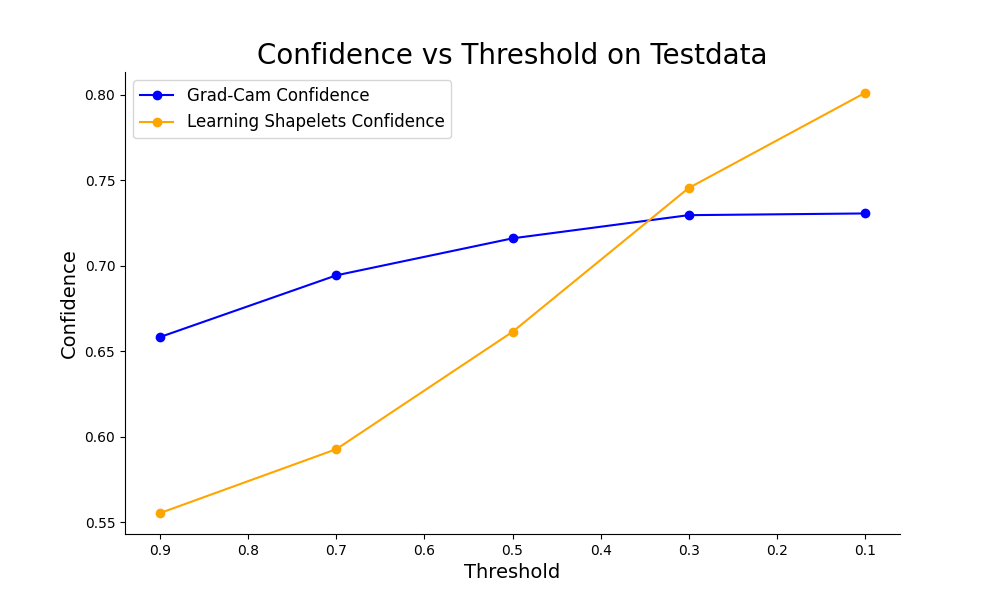 Confidence vs Threshold on Testdata
Grad-Cam Confidence
Learning Shapelets Confidence
Confidence
0.80
0.75
0.70
0.65
0.60
0.55
0.9 0.8 0.7 0.6 0.5 0.4 0.3 0.2 0.1
Threshold